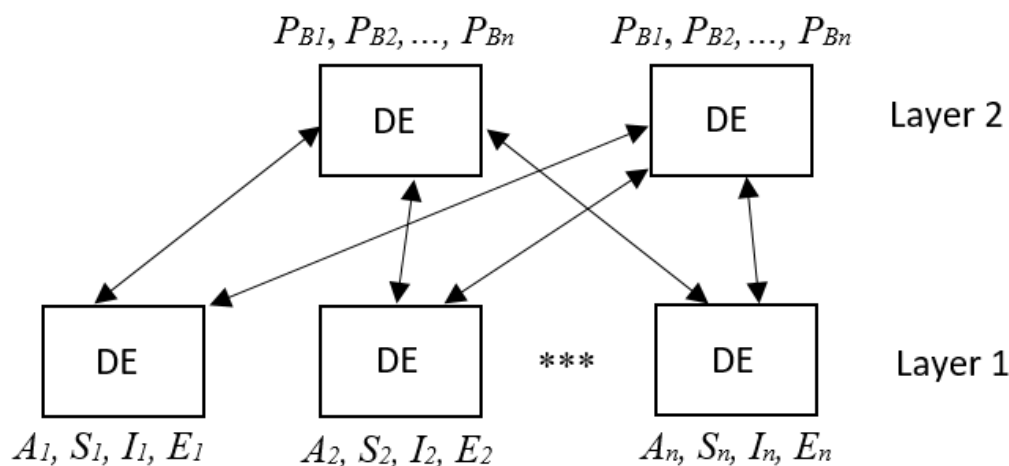 P_B1, P_B2, ..., P_Bn P_B1, P_B2, ..., P_Bn
DE DE Layer 2
DE DE *** DE Layer 1
A_1, S_1, I_1, E_1 A_2, S_2, I_2, E_2 A_n, S_n, I_n, E_n